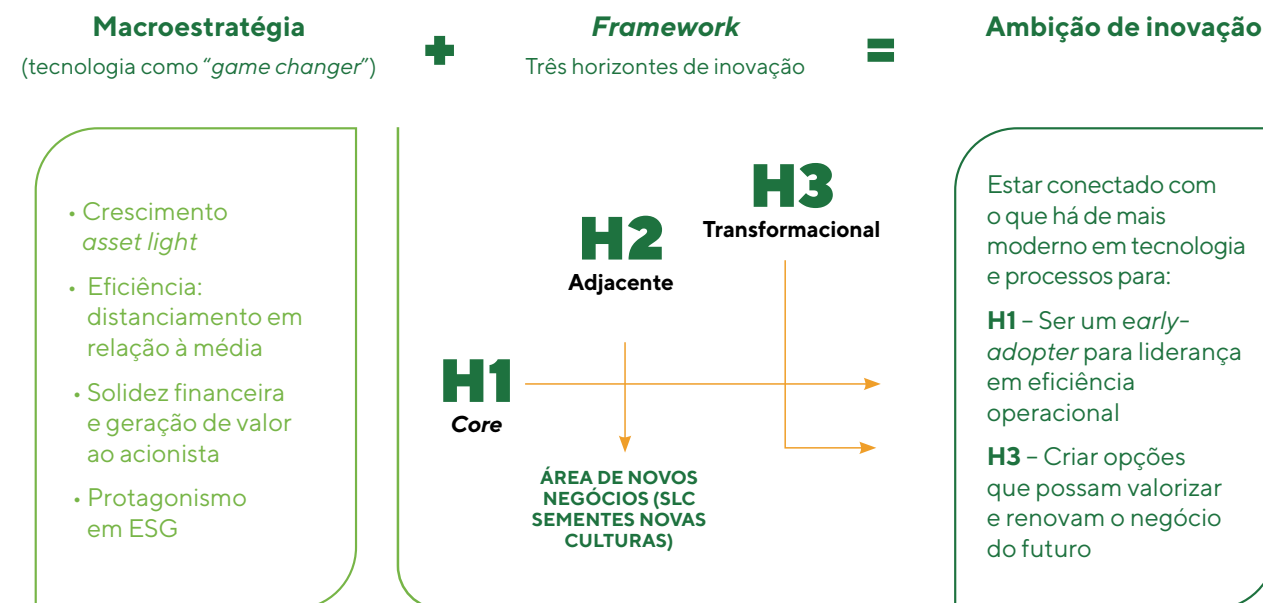 Macroestratégia
(tecnologia como “game changer”)
+
Framework
Três horizontes de inovação
=
Ambição de inovação
• Crescimento
asset light
• Eficiência:
distanciamento em
relação à média
• Solidez financeira
e geração de valor
ao acionista
• Protagonismo
em ESG
H1
Core
H2
Adjacente
H3
Transformacional
ÁREA DE NOVOS
NEGÓCIOS (SLC
SEMENTES NOVAS
CULTURAS)
Estar conectado com
o que há de mais
moderno em tecnologia
e processos para:
H1 – Ser um early-
adopter para liderança
em eficiência
operacional
H3 – Criar opções
que possam valorizar
e renovam o negócio
do futuro